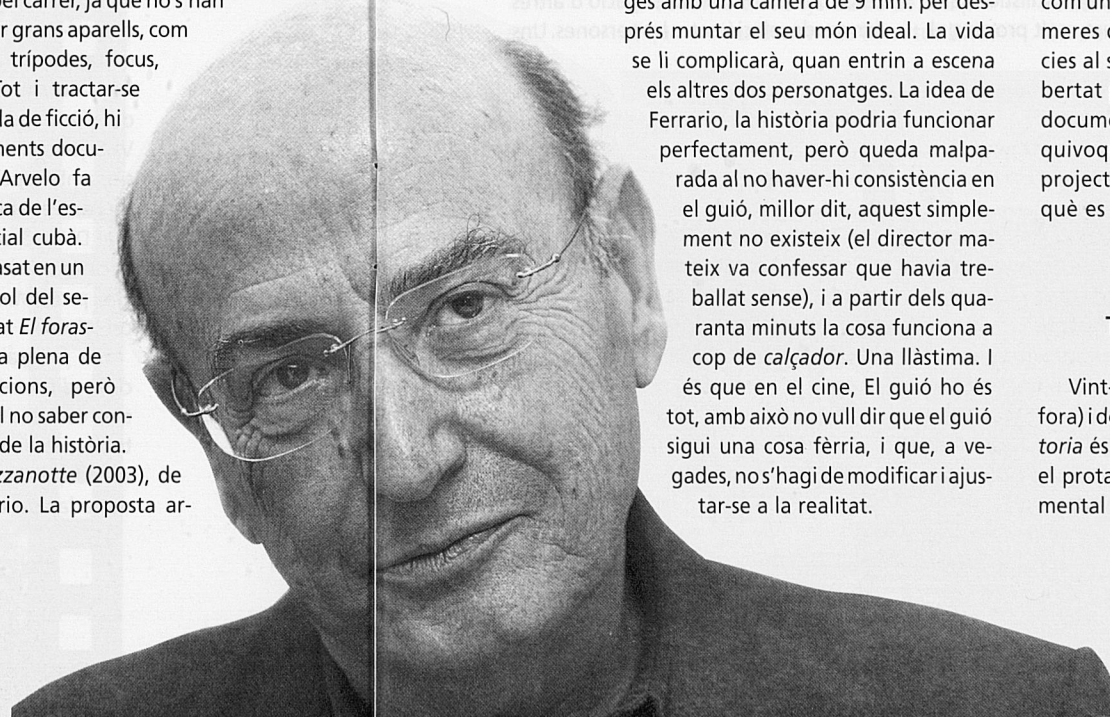 pel carrer, ja que no s'han
r grans aparells, com
trípodes, focus,
Tot i tractar-se
la de ficció, hi
ments docu-
Arvelo fa
ta de l'es-
cial cubà.
asat en un
ol del se-
at El foras-
a plena de
cions, però
l no saber con-
de la història.
zzanotte (2003), de
rio. La proposta ar-
ges amb una càmera de 9 mm. per des-
prés muntar el seu món ideal. La vida
se li complicarà, quan entrin a escena
els altres dos personatges. La idea de
Ferrario, la història podria funcionar
perfectament, però queda malpa-
rada al no haver-hi consistència en
el guió, millor dit, aquest simple-
ment no existeix (el director ma-
teix va confessar que havia tre-
ballat sense), i a partir dels qua-
ranta minuts la cosa funciona a
cop de calçador. Una llàstima. I
és que en el cine, El guió ho és
tot, amb això no vull dir que el guió
sigui una cosa fèrria, i que, a ve-
gades, no s'hagi de modificar i ajus-
tar-se a la realitat.
com un
meres
cies al s
bertat
docume
quivoq
project
què es
Vint-
fora) i de
toria és
el prota
mental